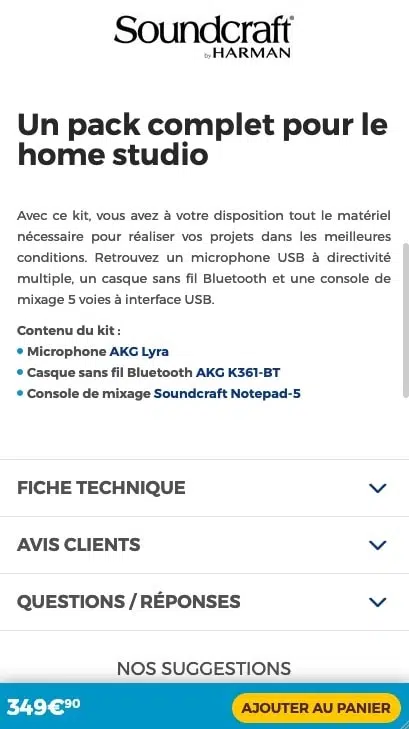 Soundcraft®
by HARMAN
Un pack complet pour le
home studio
Avec ce kit, vous avez à votre disposition tout le matériel
nécessaire pour réaliser vos projets dans les meilleures
conditions. Retrouvez un microphone USB à directivité
multiple, un casque sans fil Bluetooth et une console de
mixage 5 voies à interface USB.
Contenu du kit :
• Microphone AKG Lyra
• Casque sans fil Bluetooth AKG K361-BT
• Console de mixage Soundcraft Notepad-5
FICHE TECHNIQUE
AVIS CLIENTS
QUESTIONS / RÉPONSES
NOS SUGGESTIONS
349€90
AJOUTER AU PANIER